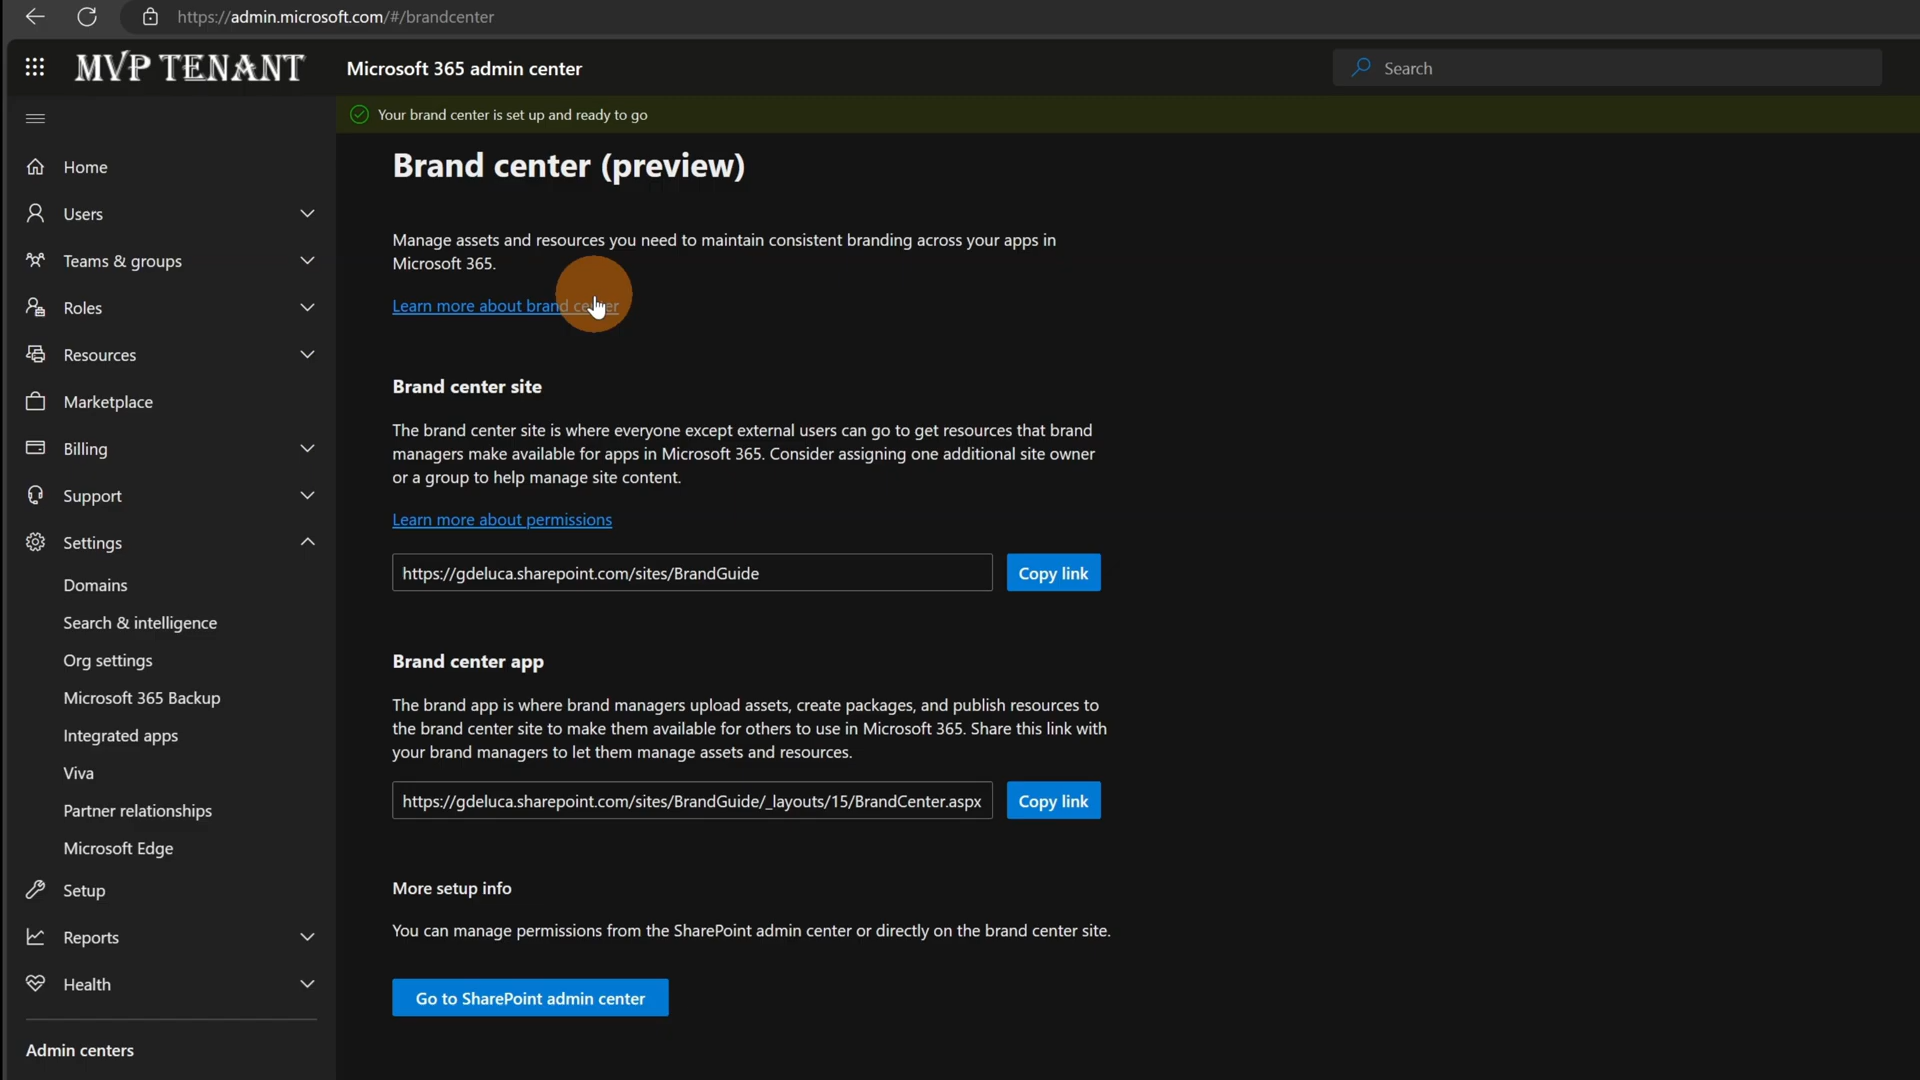 https://admin.microsoft.com/#/brandcenter
MVP TENANT
Microsoft 365 admin center
Search
Your brand center is set up and ready to go
Home
Users
Teams & groups
Roles
Resources
Marketplace
Billing
Support
Settings
Domains
Search & intelligence
Org settings
Microsoft 365 Backup
Integrated apps
Viva
Partner relationships
Microsoft Edge
Setup
Reports
Health
Admin centers
Brand center (preview)
Manage assets and resources you need to maintain consistent branding across your apps in
Microsoft 365.
Learn more about brand center
Brand center site
The brand center site is where everyone except external users can go to get resources that brand
managers make available for apps in Microsoft 365. Consider assigning one additional site owner
or a group to help manage site content.
Learn more about permissions
https://gdeluca.sharepoint.com/sites/BrandGuide
Copy link
Brand center app
The brand app is where brand managers upload assets, create packages, and publish resources to
the brand center site to make them available for others to use in Microsoft 365. Share this link with
your brand managers to let them manage assets and resources.
https://gdeluca.sharepoint.com/sites/BrandGuide/_layouts/15/BrandCenter.aspx
Copy link
More setup info
You can manage permissions from the SharePoint admin center or directly on the brand center site.
Go to SharePoint admin center